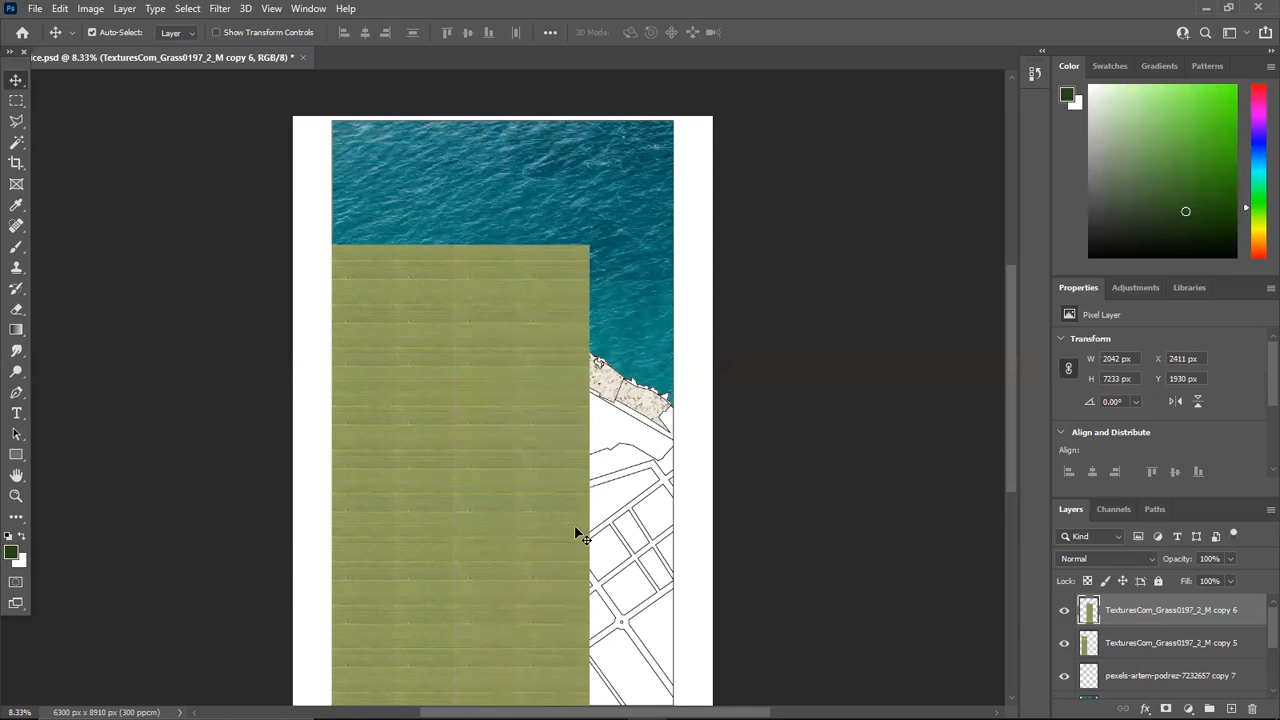 Ps File Edit Image Layer Type Select Filter 3D View Window Help
Auto-Select: Layer Show Transform Controls 3D Mode:
ice.psd @ 8.33% (TexturesCom_Grass0197_2_M copy 6, RGB/8) * ×
Color Swatches Gradients Patterns
Properties Adjustments Libraries
Pixel Layer
Transform
W 2042 px X 2411 px
H 7233 px Y 1930 px
0.00°
Align and Distribute
Align:
Layers Channels Paths
Kind
Normal Opacity: 100%
Lock: Fill: 100%
TexturesCom_Grass0197_2_M copy 6
TexturesCom_Grass0197_2_M copy 5
pexels-artem-podrez-7232657 copy 7
8.33% 6300 px x 8910 px (300 ppcm)